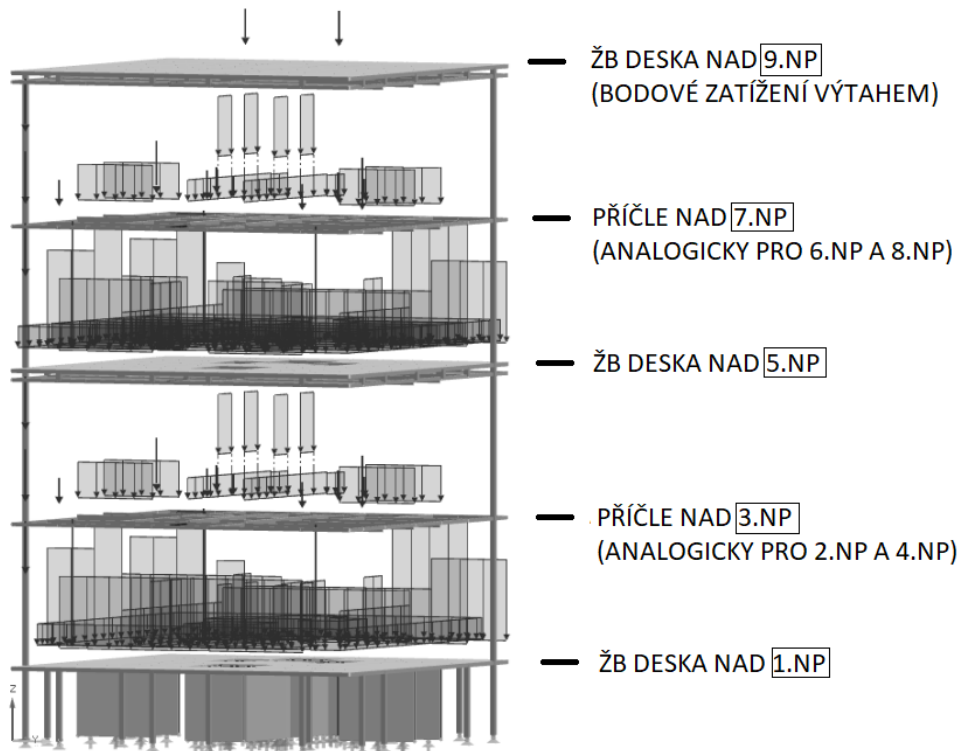 ŽB DESKA NAD 9.NP
(BODOVÉ ZATÍŽENÍ VÝTAHEM)
PŘÍČLE NAD 7.NP
(ANALOGICKY PRO 6.NP A 8.NP)
ŽB DESKA NAD 5.NP
PŘÍČLE NAD 3.NP
(ANALOGICKY PRO 2.NP A 4.NP)
ŽB DESKA NAD 1.NP
Z
Y